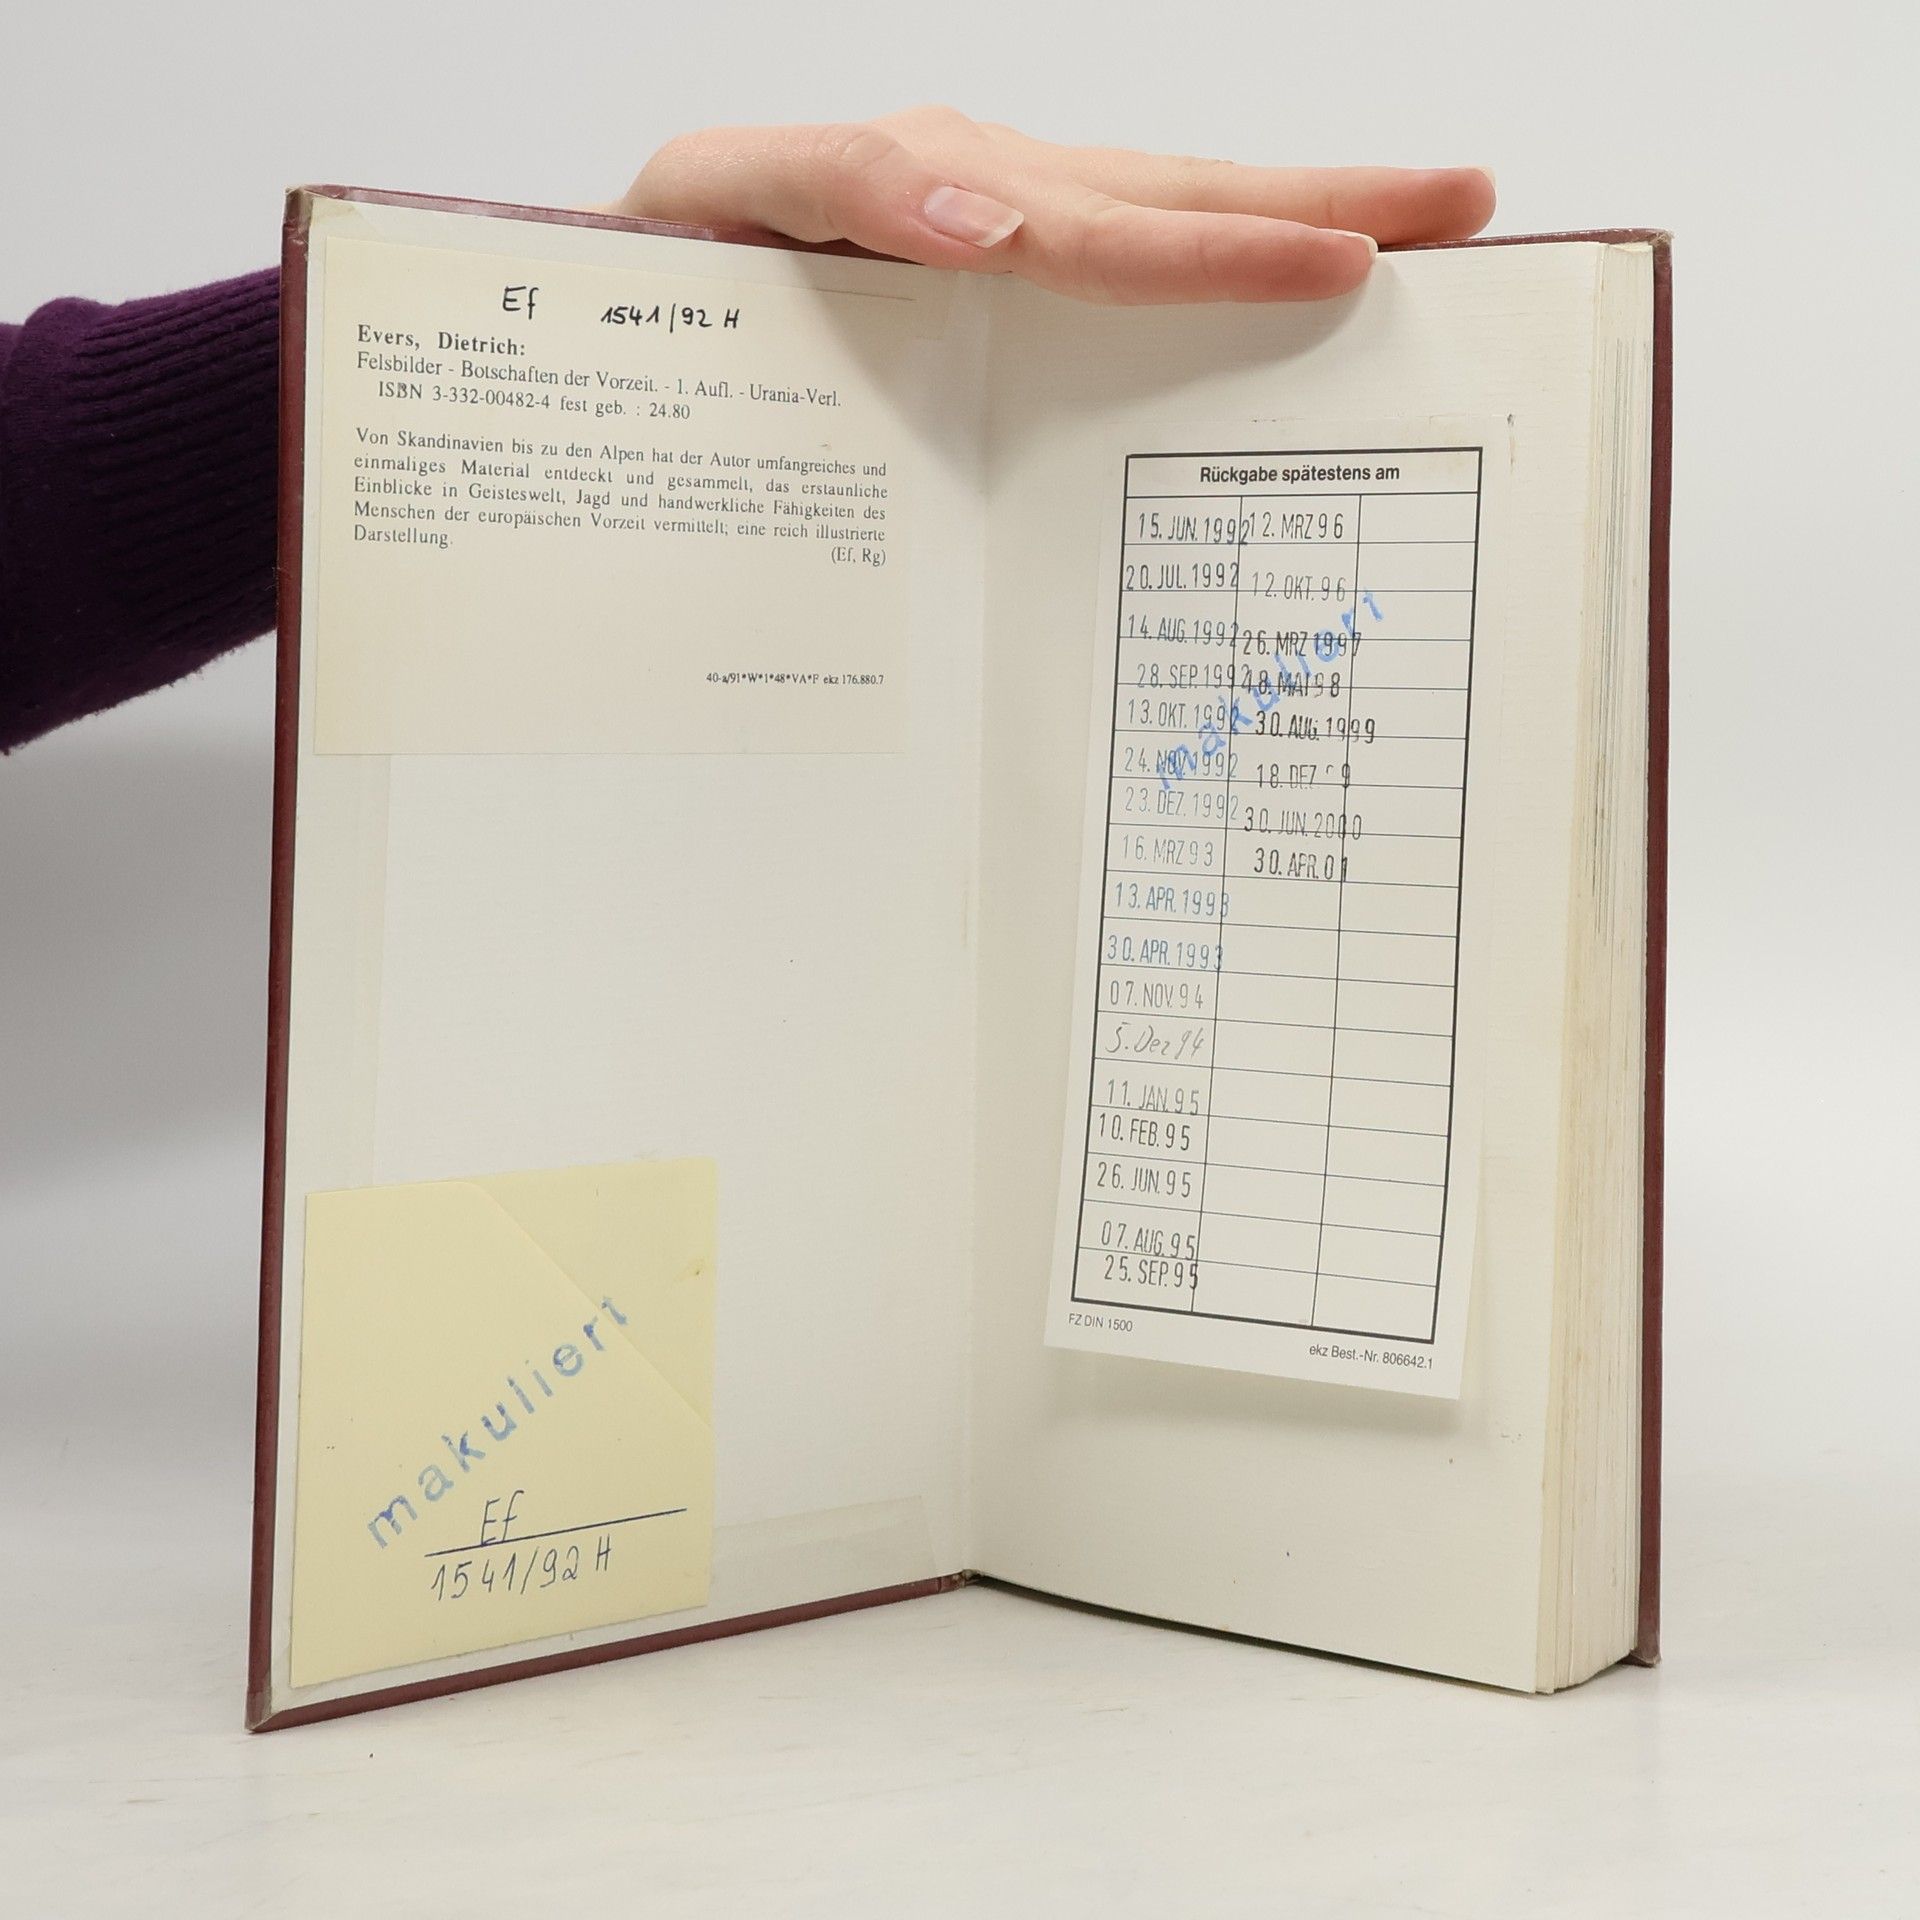 Ef 1541/92 H
Evers, Dietrich:
Felsbilder - Botschaften der Vorzeit. - 1. Aufl. - Urania-Verl.
ISBN 3-332-00482-4 fest geb. : 24.80
Von Skandinavien bis zu den Alpen hat der Autor umfangreiches und
einmaliges Material entdeckt und gesammelt, das erstaunliche
Einblicke in Geisteswelt, Jagd und handwerkliche Fähigkeiten des
Menschen der europäischen Vorzeit vermittelt; eine reich illustrierte
Darstellung.
(Ef, Rg)
40-a/91*W*1*48*VA*F ekz 176.880.7
makuliert
Ef
1541/92 H
Rückgabe spätestens am
15. JUN. 1992 12. MRZ 96
20. JUL. 1992 12. OKT. 96
14. AUG. 1992 26. MRZ 1997
28. SEP. 1992 18. MAI 98
13. OKT. 1992 30. AUG. 1999
24. NOV. 1992 18. DEZ. 9
23. DEZ. 1992 30. JUN. 2000
16. MRZ 93 30. APR. 01
13. APR. 1993
30. APR. 1993
07. NOV. 94
5. Dez 94
11. JAN. 95
10. FEB. 95
26. JUN. 95
07. AUG. 95
25. SEP. 95
makuliert
FZ DIN 1500
ekz Best.-Nr. 806642.1